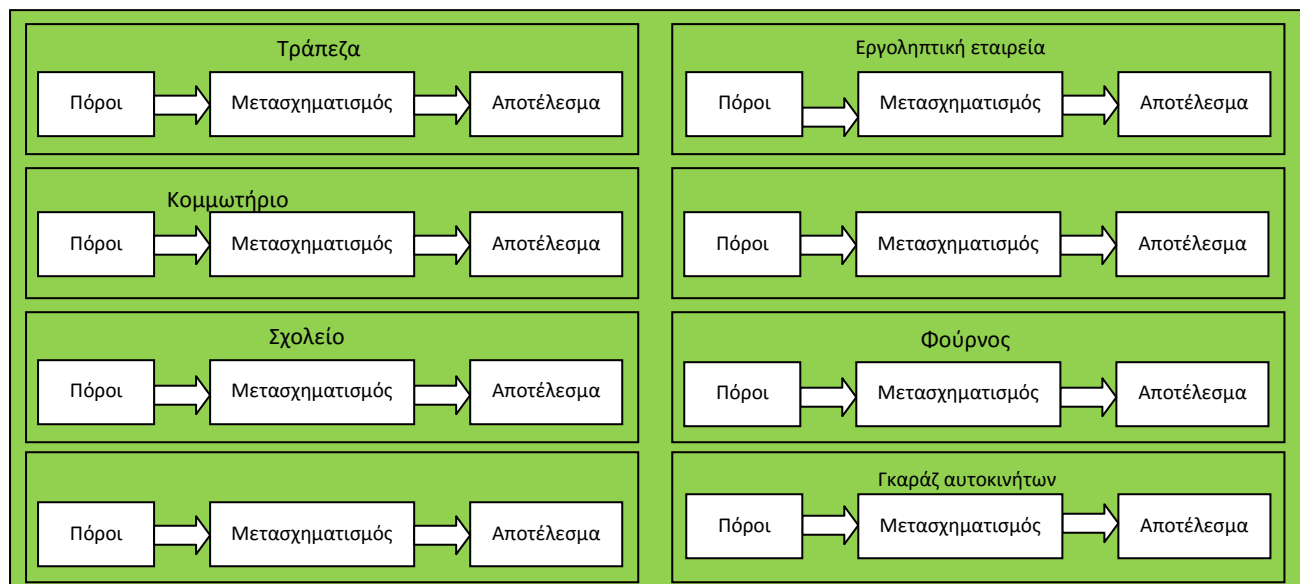 Τράπεζα
Πόροι Μετασχηματισμός Αποτέλεσμα
Εργοληπτική εταιρεία
Πόροι Μετασχηματισμός Αποτέλεσμα
Κομμωτήριο
Πόροι Μετασχηματισμός Αποτέλεσμα
Πόροι Μετασχηματισμός Αποτέλεσμα
Σχολείο
Πόροι Μετασχηματισμός Αποτέλεσμα
Φούρνος
Πόροι Μετασχηματισμός Αποτέλεσμα
Πόροι Μετασχηματισμός Αποτέλεσμα
Γκαράζ αυτοκινήτων
Πόροι Μετασχηματισμός Αποτέλεσμα